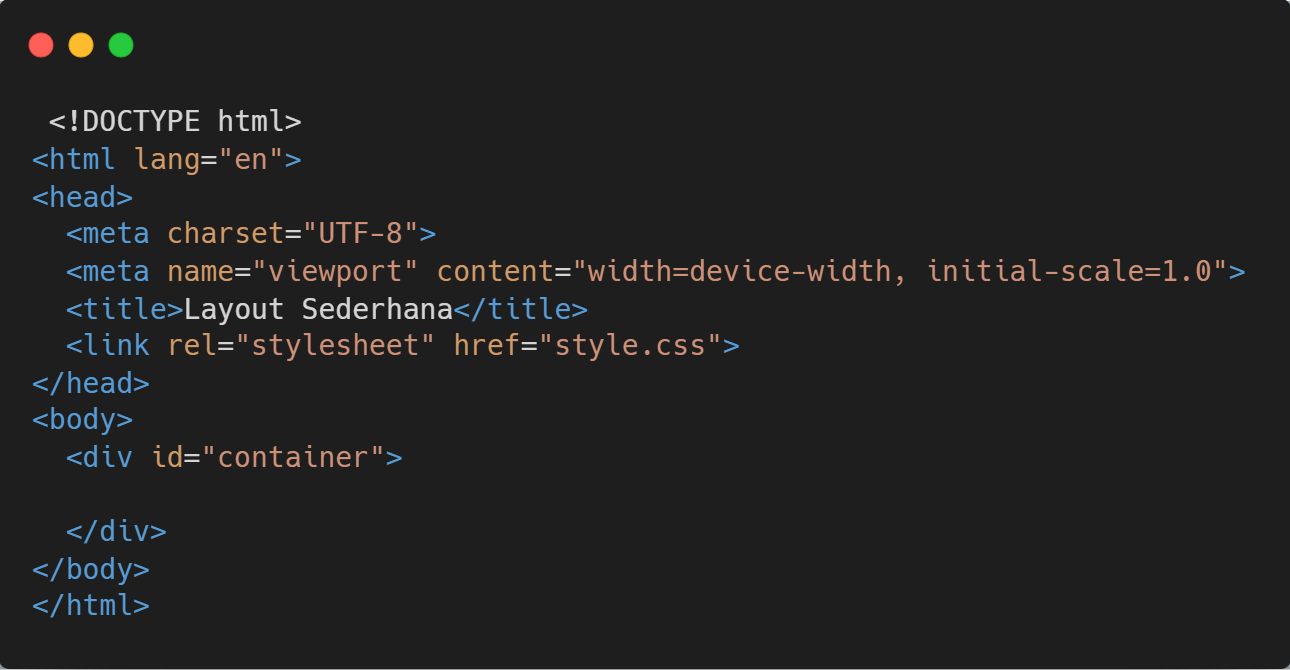 <!DOCTYPE html>
<html lang="en">
<head>
  <meta charset="UTF-8">
  <meta name="viewport" content="width=device-width, initial-scale=1.0">
  <title>Layout Sederhana</title>
  <link rel="stylesheet" href="style.css">
</head>
<body>
  <div id="container">

  </div>
</body>
</html>